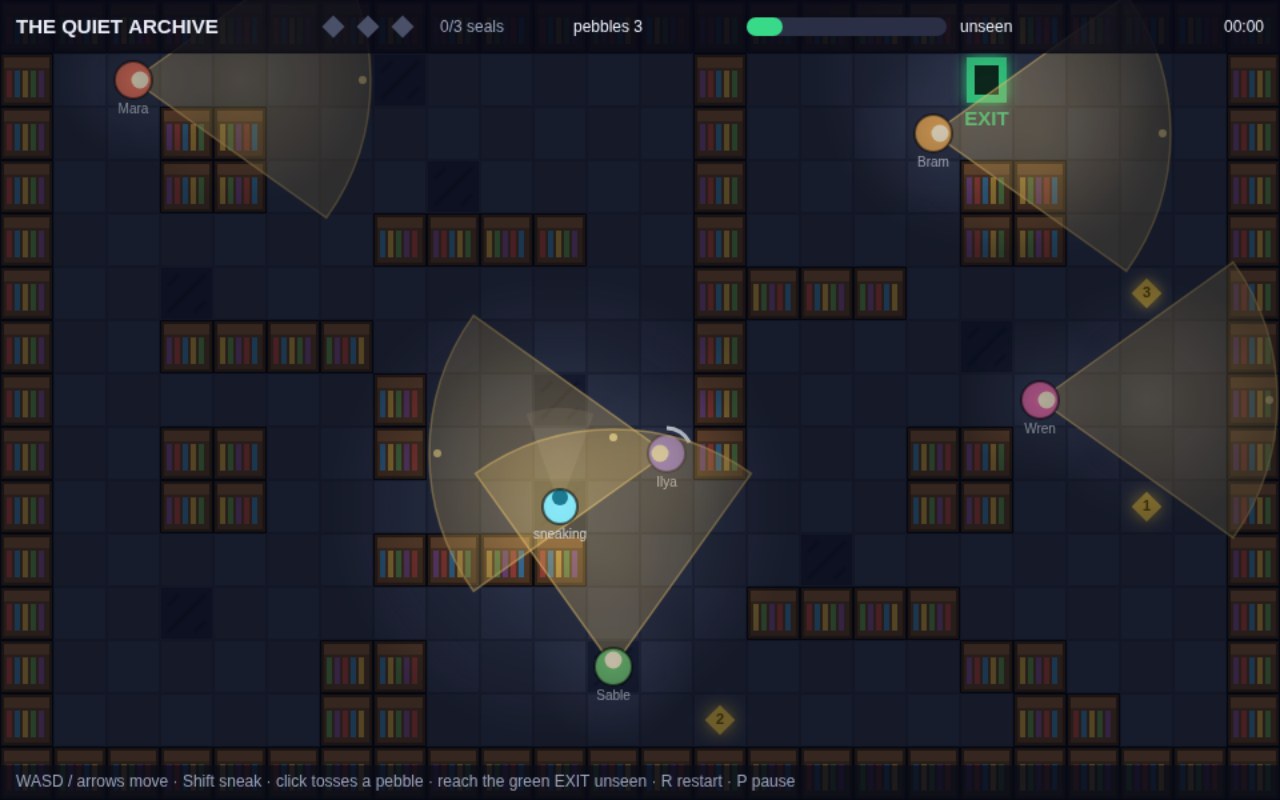 THE QUIET ARCHIVE
0/3 seals
pebbles 3
unseen
00:00
Mara
EXIT
Bram
3
Wren
Ilya
1
sneaking
Sable
2
WASD / arrows move · Shift sneak · click tosses a pebble · reach the green EXIT unseen · R restart · P pause